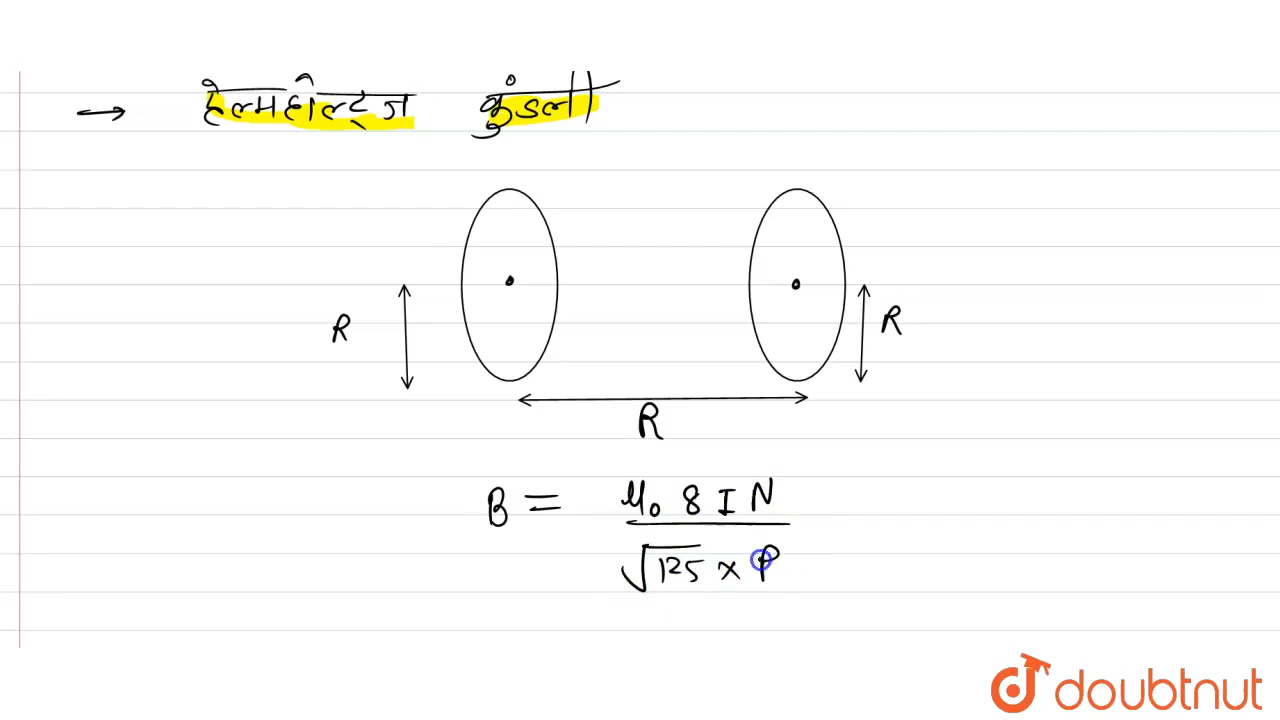 → हेल्महोल्ट्ज कुंडली
R R
R
B = μ₀ 8 I N
√125 × P
doubtnut